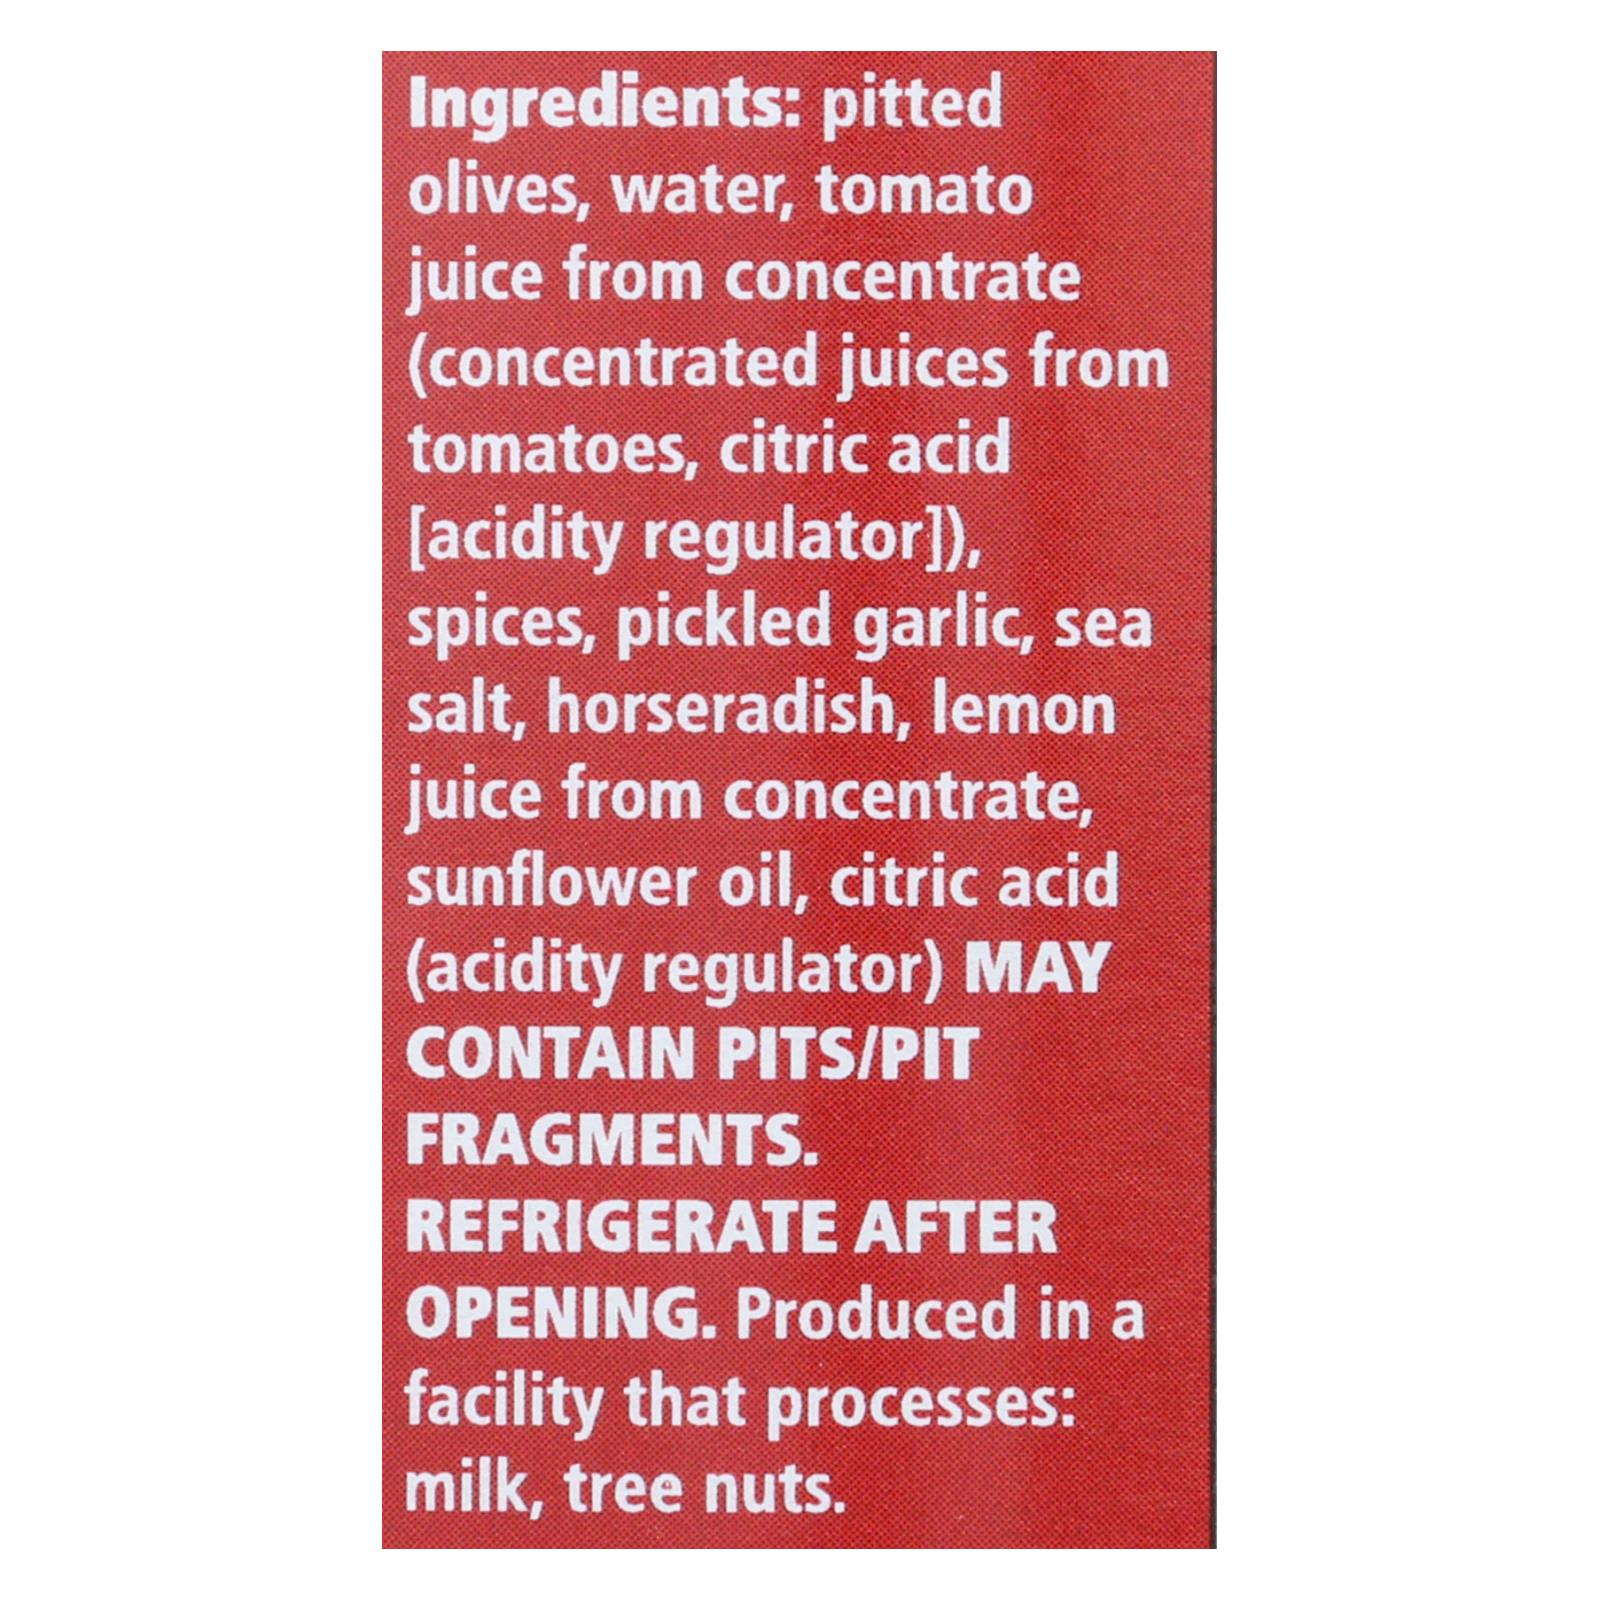 Ingredients: pitted
olives, water, tomato
juice from concentrate
(concentrated juices from
tomatoes, citric acid
[acidity regulator]),
spices, pickled garlic, sea
salt, horseradish, lemon
juice from concentrate,
sunflower oil, citric acid
(acidity regulator) MAY
CONTAIN PITS/PIT
FRAGMENTS.
REFRIGERATE AFTER
OPENING. Produced in a
facility that processes:
milk, tree nuts.